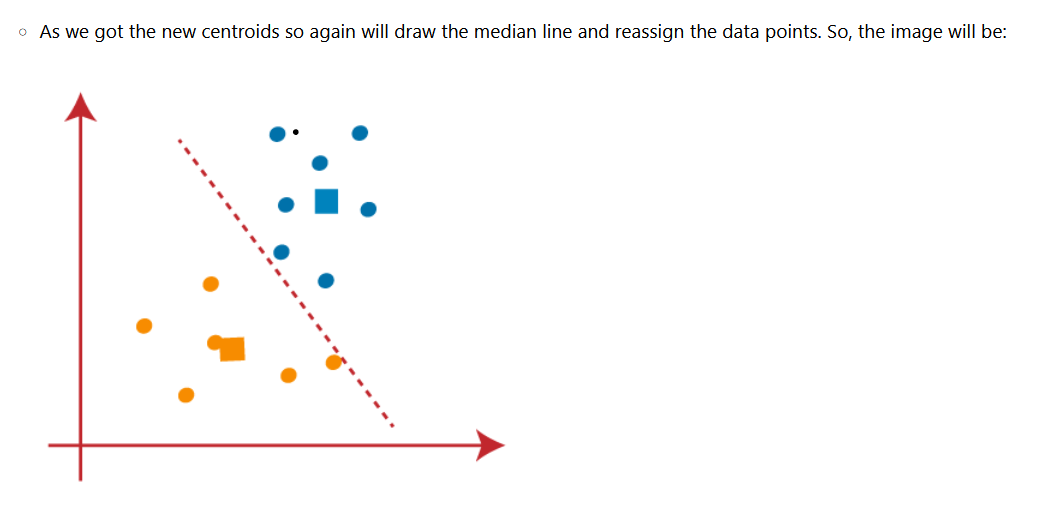 As we got the new centroids so again will draw the median line and reassign the data points. So, the image will be: